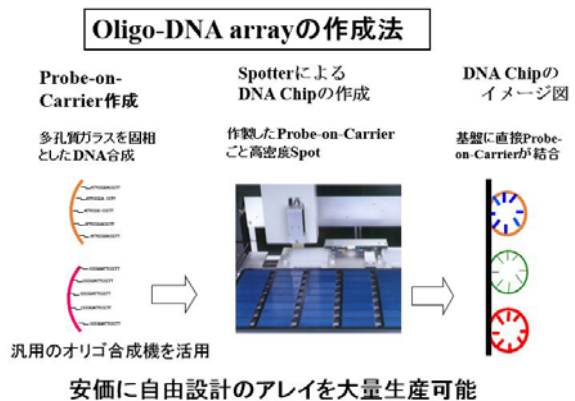 Oligo-DNA arrayの作成法
Probe-on-
Carrier作成
多孔質ガラスを固相
としたDNA合成
汎用のオリゴ合成機を活用
Spotterによる
DNA Chipの作成
作製したProbe-on-Carrier
ごと高密度Spot
DNA Chipの
イメージ図
基盤に直接Probe-
on-Carrierが結合
安価に自由設計のアレイを大量生産可能